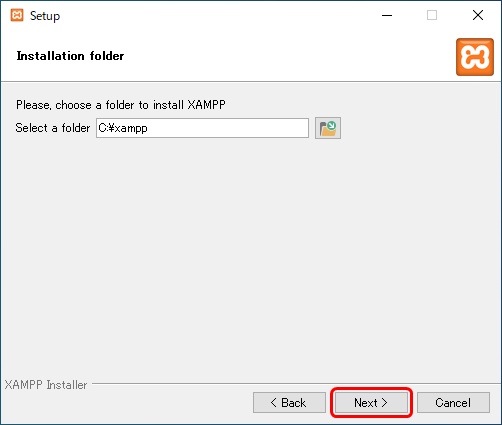 Setup
Installation folder
Please, choose a folder to install XAMPP
Select a folder C:¥xampp
XAMPP Installer
< Back Next > Cancel